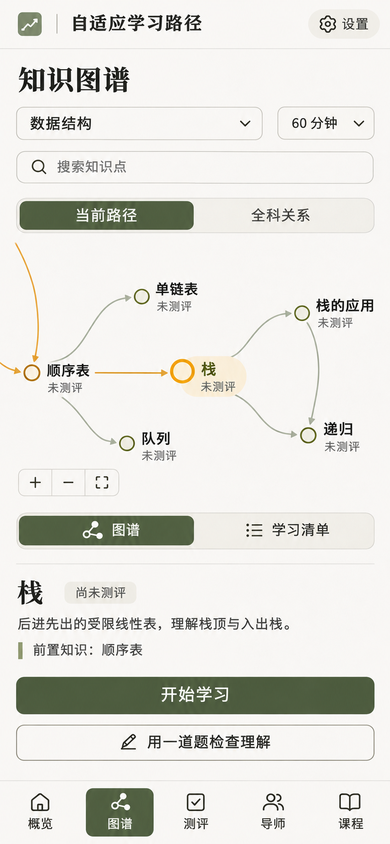 自适应学习路径
设置
知识图谱
数据结构
60 分钟
搜索知识点
当前路径
全科关系
单链表
未测评
栈的应用
未测评
顺序表
未测评
栈
未测评
队列
未测评
递归
未测评
图谱
学习清单
栈
尚未测评
后进先出的受限线性表，理解栈顶与入出栈。
前置知识：顺序表
开始学习
用一道题检查理解
概览
图谱
测评
导师
课程